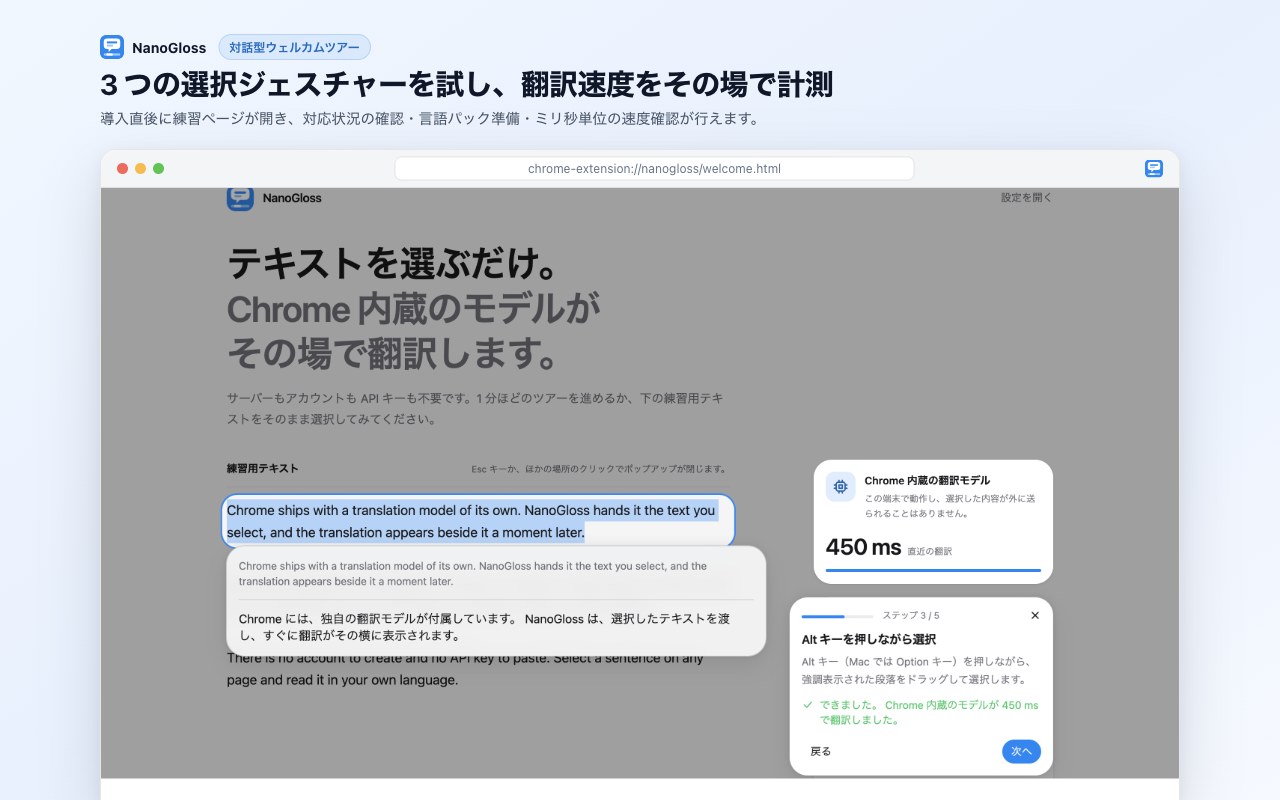 NanoGloss
対話型ウェルカムツアー
3 つの選択ジェスチャーを試し、翻訳速度をその場で計測
導入直後に練習ページが開き、対応状況の確認・言語パック準備・ミリ秒単位の速度確認が行えます。
chrome-extension://nanogloss/welcome.html
NanoGloss
設定を開く
テキストを選ぶだけ。
Chrome 内蔵のモデルが
その場で翻訳します。
サーバーもアカウントも API キーも不要です。1 分ほどのツアーを進めるか、下の練習用テキ
ストをそのまま選択してみてください。
練習用テキスト
Esc キーか、ほかの場所のクリックでポップアップが閉じます。
Chrome ships with a translation model of its own. NanoGloss hands it the text you
select, and the translation appears beside it a moment later.
Chrome ships with a translation model of its own. NanoGloss hands it the text you select, and the
translation appears beside it a moment later.
Chrome には、独自の翻訳モデルが付属しています。 NanoGloss は、選択したテキストを渡
し、すぐに翻訳がその横に表示されます。
There is no account to create and no API key to paste. Select a sentence on any
page and read it in your own language.
Chrome 内蔵の翻訳モデル
この端末で動作し、選択した内容が外に送
られることはありません。
450 ms 直近の翻訳
ステップ 3 / 5
Alt キーを押しながら選択
Alt キー（Mac では Option キー）を押しながら、
強調表示された段落をドラッグして選択します。
できました。 Chrome 内蔵のモデルが 450 ms
で翻訳しました。
戻る
次へ